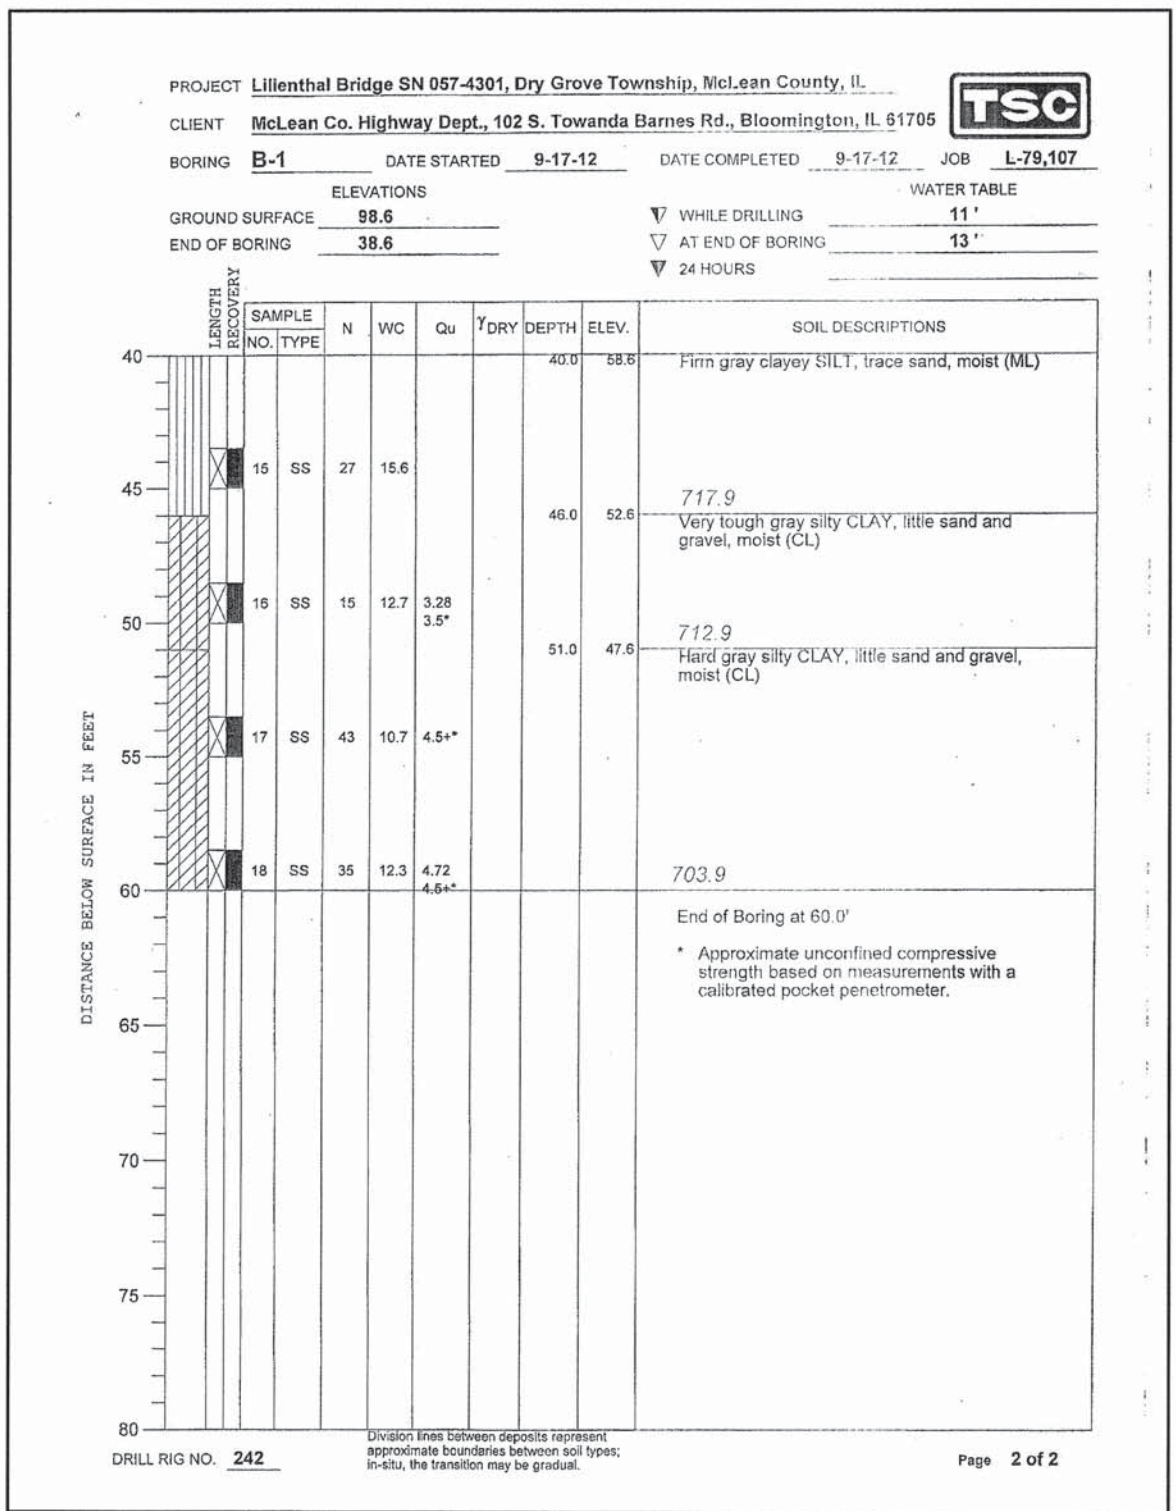 PROJECT Lilienthal Bridge SN 057-4301, Dry Grove Township, McLean County, IL
TSC
CLIENT McLean Co. Highway Dept., 102 S. Towanda Barnes Rd., Bloomington, IL 61705
BORING B-1 DATE STARTED 9-17-12 DATE COMPLETED 9-17-12 JOB L-79,107
ELEVATIONS WATER TABLE
GROUND SURFACE 98.6 WHILE DRILLING 11 '
END OF BORING 38.6 AT END OF BORING 13 '
24 HOURS
LENGTH
RECOVERY
SAMPLE N WC Qu γDRY DEPTH ELEV. SOIL DESCRIPTIONS
NO. TYPE
40 40.0 58.6 Firm gray clayey SILT, trace sand, moist (ML)
15 SS 27 15.6
45 717.9
46.0 52.6 Very tough gray silty CLAY, little sand and
gravel, moist (CL)
16 SS 15 12.7 3.28
3.5*
50 712.9
51.0 47.6 Hard gray silty CLAY, little sand and gravel,
moist (CL)
17 SS 43 10.7 4.5+*
55
18 SS 35 12.3 4.72 703.9
4.5+*
60
End of Boring at 60.0'
* Approximate unconfined compressive
strength based on measurements with a
calibrated pocket penetrometer.
65
70
75
80
DISTANCE BELOW SURFACE IN FEET
Division lines between deposits represent
approximate boundaries between soil types;
in-situ, the transition may be gradual.
DRILL RIG NO. 242 Page 2 of 2